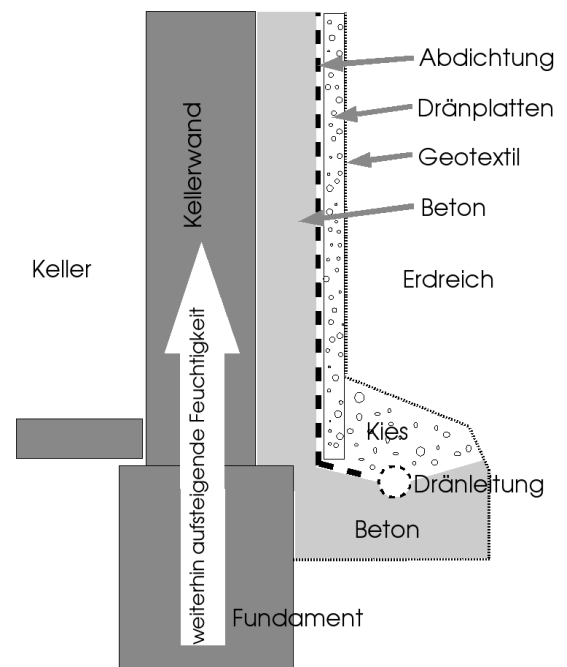 Abdichtung
Dränplatten
Geotextil
Beton
Kellerwand
Keller
Erdreich
weiterhin aufsteigende Feuchtigkeit
Kies
Dränleitung
Beton
Fundament